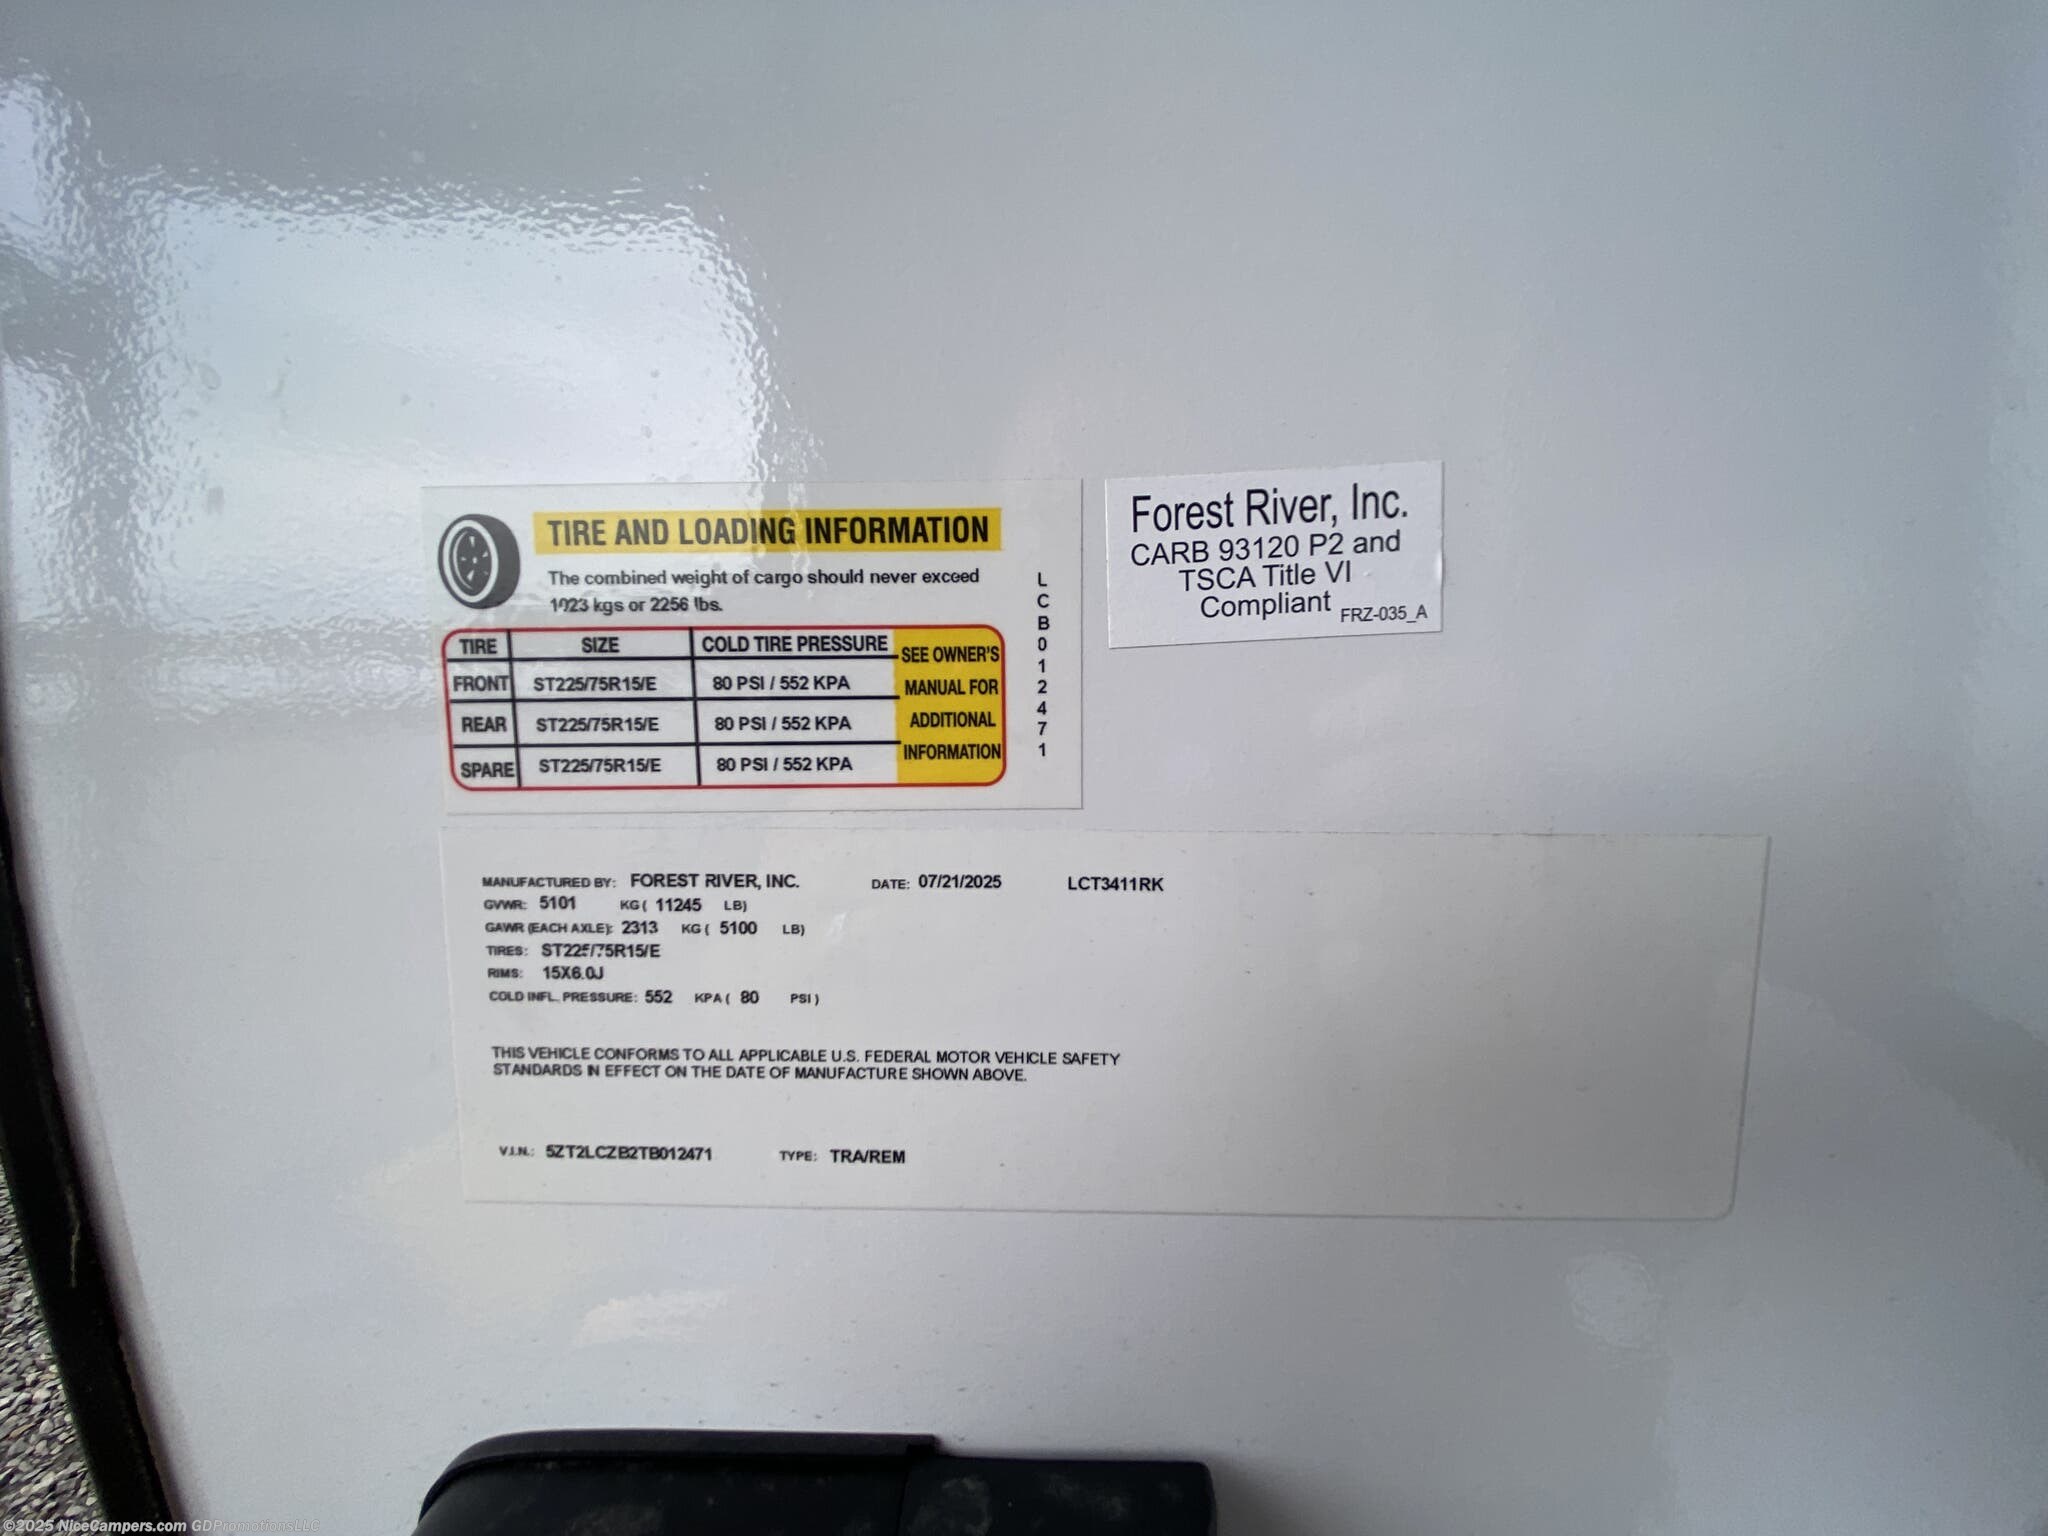 TIRE AND LOADING INFORMATION
The combined weight of cargo should never exceed
1023 kgs or 2256 lbs.
TIRE SIZE COLD TIRE PRESSURE
FRONT ST225/75R15/E 80 PSI / 552 KPA
REAR ST225/75R15/E 80 PSI / 552 KPA
SPARE ST225/75R15/E 80 PSI / 552 KPA
SEE OWNER'S
MANUAL FOR
ADDITIONAL
INFORMATION
LCB012471
Forest River, Inc.
CARB 93120 P2 and
TSCA Title VI
Compliant FRZ-035_A
MANUFACTURED BY: FOREST RIVER, INC. DATE: 07/21/2025 LCT3411RK
GVWR: 5101 KG ( 11245 LB)
GAWR (EACH AXLE): 2313 KG ( 5100 LB)
TIRES: ST225/75R15/E
RIMS: 15X6.0J
COLD INFL. PRESSURE: 552 KPA ( 80 PSI )
THIS VEHICLE CONFORMS TO ALL APPLICABLE U.S. FEDERAL MOTOR VEHICLE SAFETY
STANDARDS IN EFFECT ON THE DATE OF MANUFACTURE SHOWN ABOVE.
V.I.N.: 5ZT2LCZB2TB012471 TYPE: TRA/REM
©2025 NiceCampers.com GDPromotionsLLC